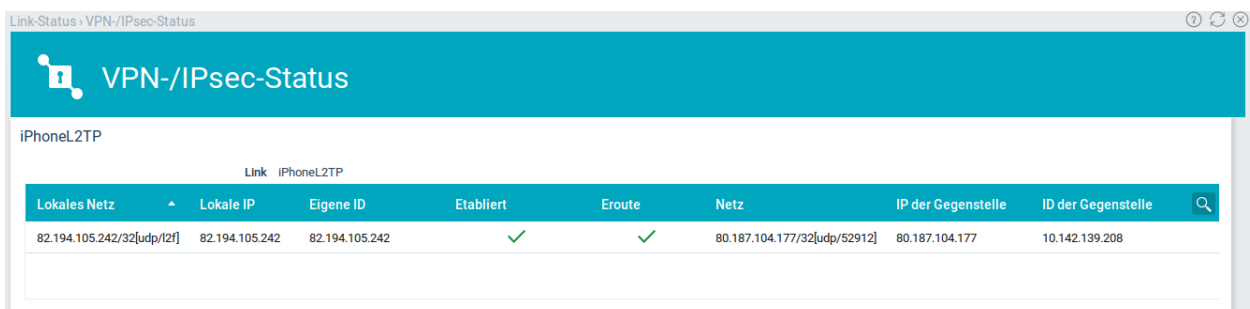 Link-Status › VPN-/IPsec-Status
VPN-/IPsec-Status
iPhoneL2TP
Link iPhoneL2TP
Lokales Netz Lokale IP Eigene ID Etabliert Eroute Netz IP der Gegenstelle ID der Gegenstelle
82.194.105.242/32[udp/l2f] 82.194.105.242 82.194.105.242 80.187.104.177/32[udp/52912] 80.187.104.177 10.142.139.208